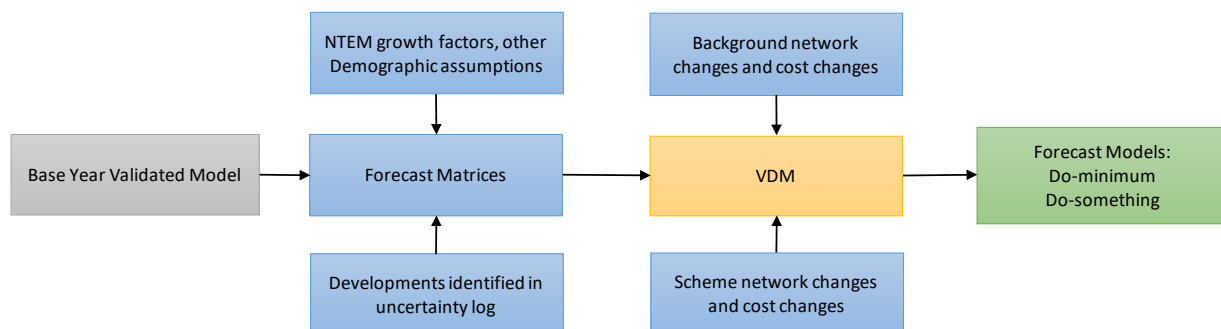 NTEM growth factors, other
Demographic assumptions
Background network
changes and cost changes
Base Year Validated Model
Forecast Matrices
VDM
Forecast Models:
Do-minimum
Do-something
Developments identified in
uncertainty log
Scheme network changes
and cost changes